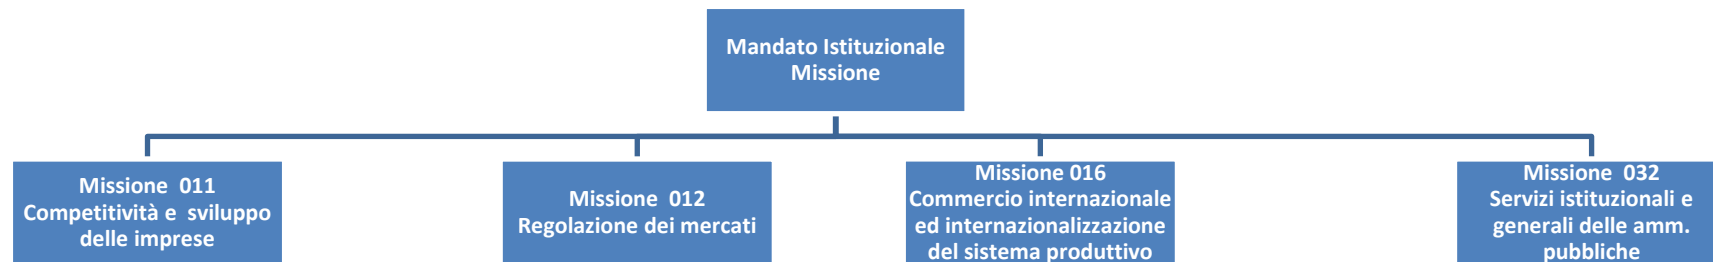 Mandato Istituzionale
Missione
Missione  011
Competitività e  sviluppo
delle imprese
Missione  012
Regolazione dei mercati
Missione 016
Commercio internazionale
ed internazionalizzazione
del sistema produttivo
Missione  032
Servizi istituzionali e
generali delle amm.
pubbliche